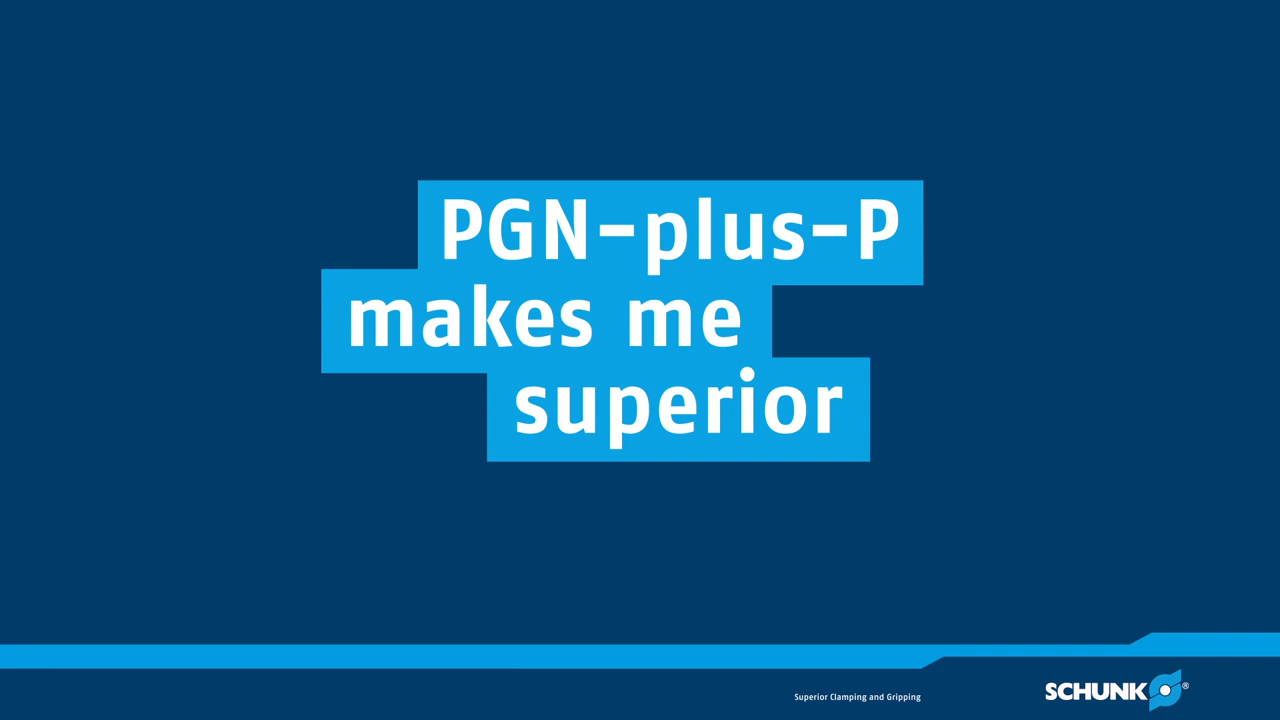 PGN-plus-P
makes me
superior
Superior Clamping and Gripping
SCHUNK ®